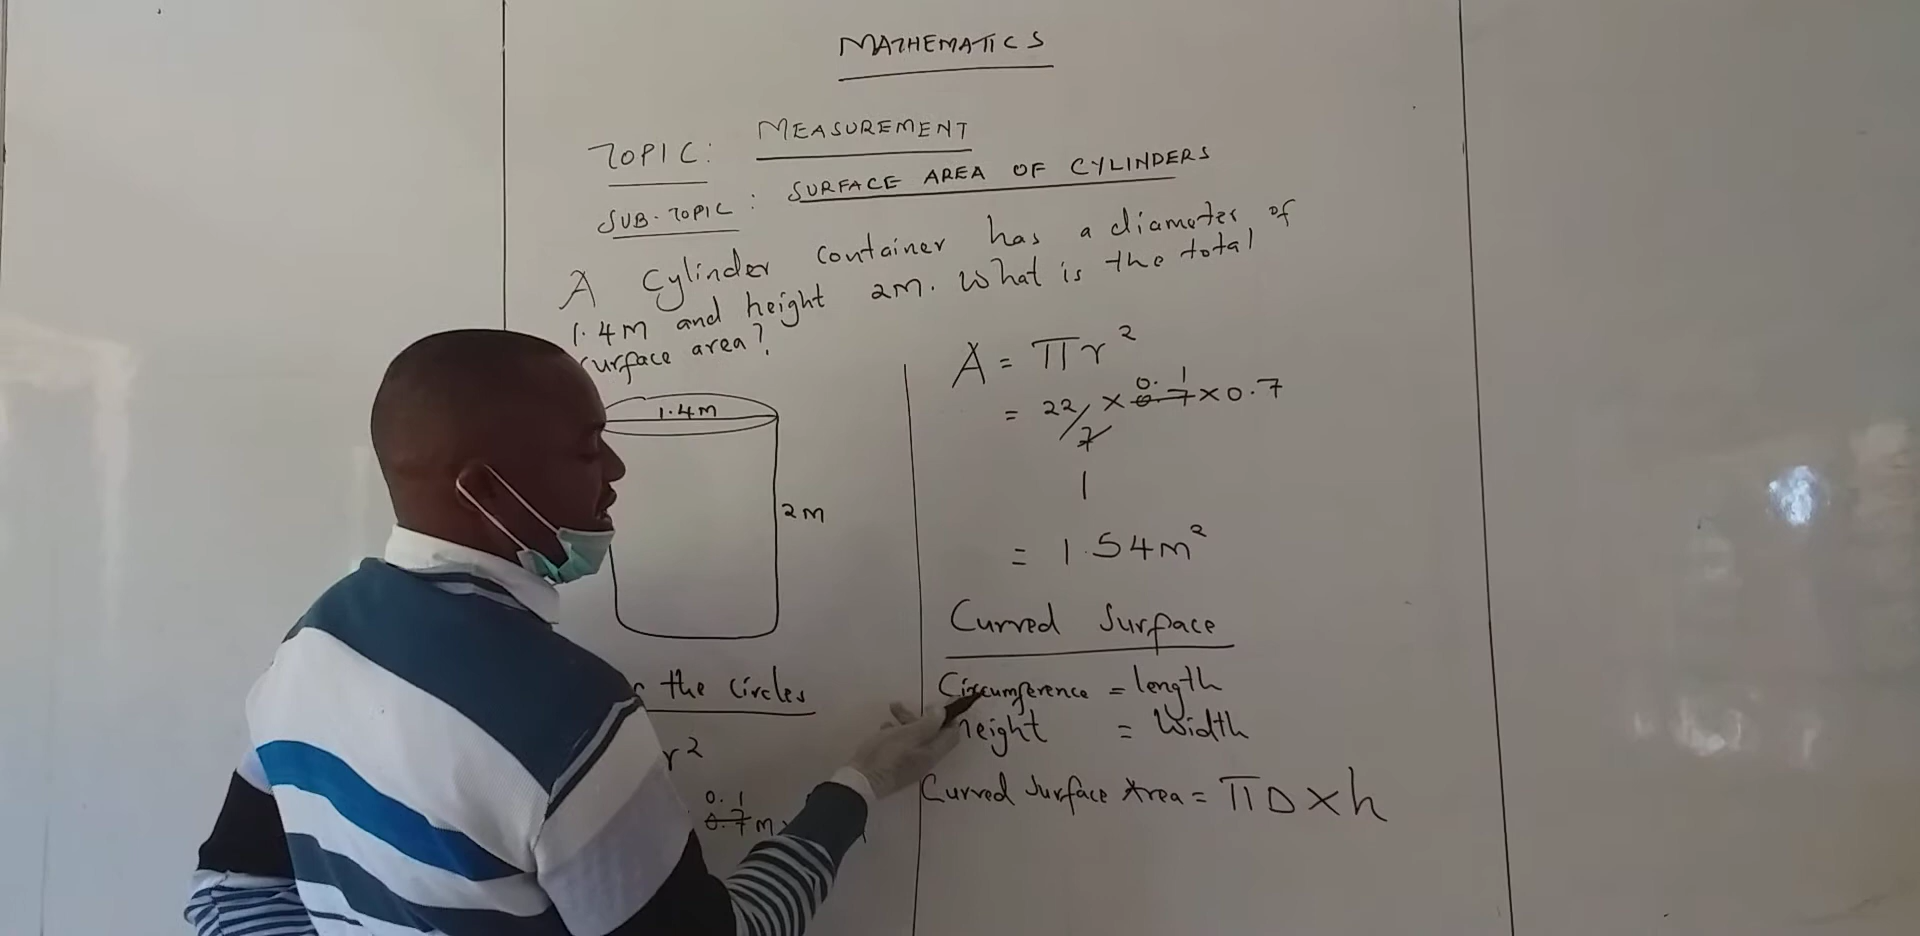 MATHEMATICS
TOPIC: MEASUREMENT
SUB-TOPIC : SURFACE AREA OF CYLINDERS
A Cylinder container has a diameter of
1.4M and height 2M. What is the total
surface area?
1.4M
2M
the Circles
r²
0.1
0.7m
A = πr²
0.1
= 22/7 × 0.7 × 0.7
1
= 1.54m²
Curved Surface
Circumference = length
height = Width
Curved Surface Area = πD×h